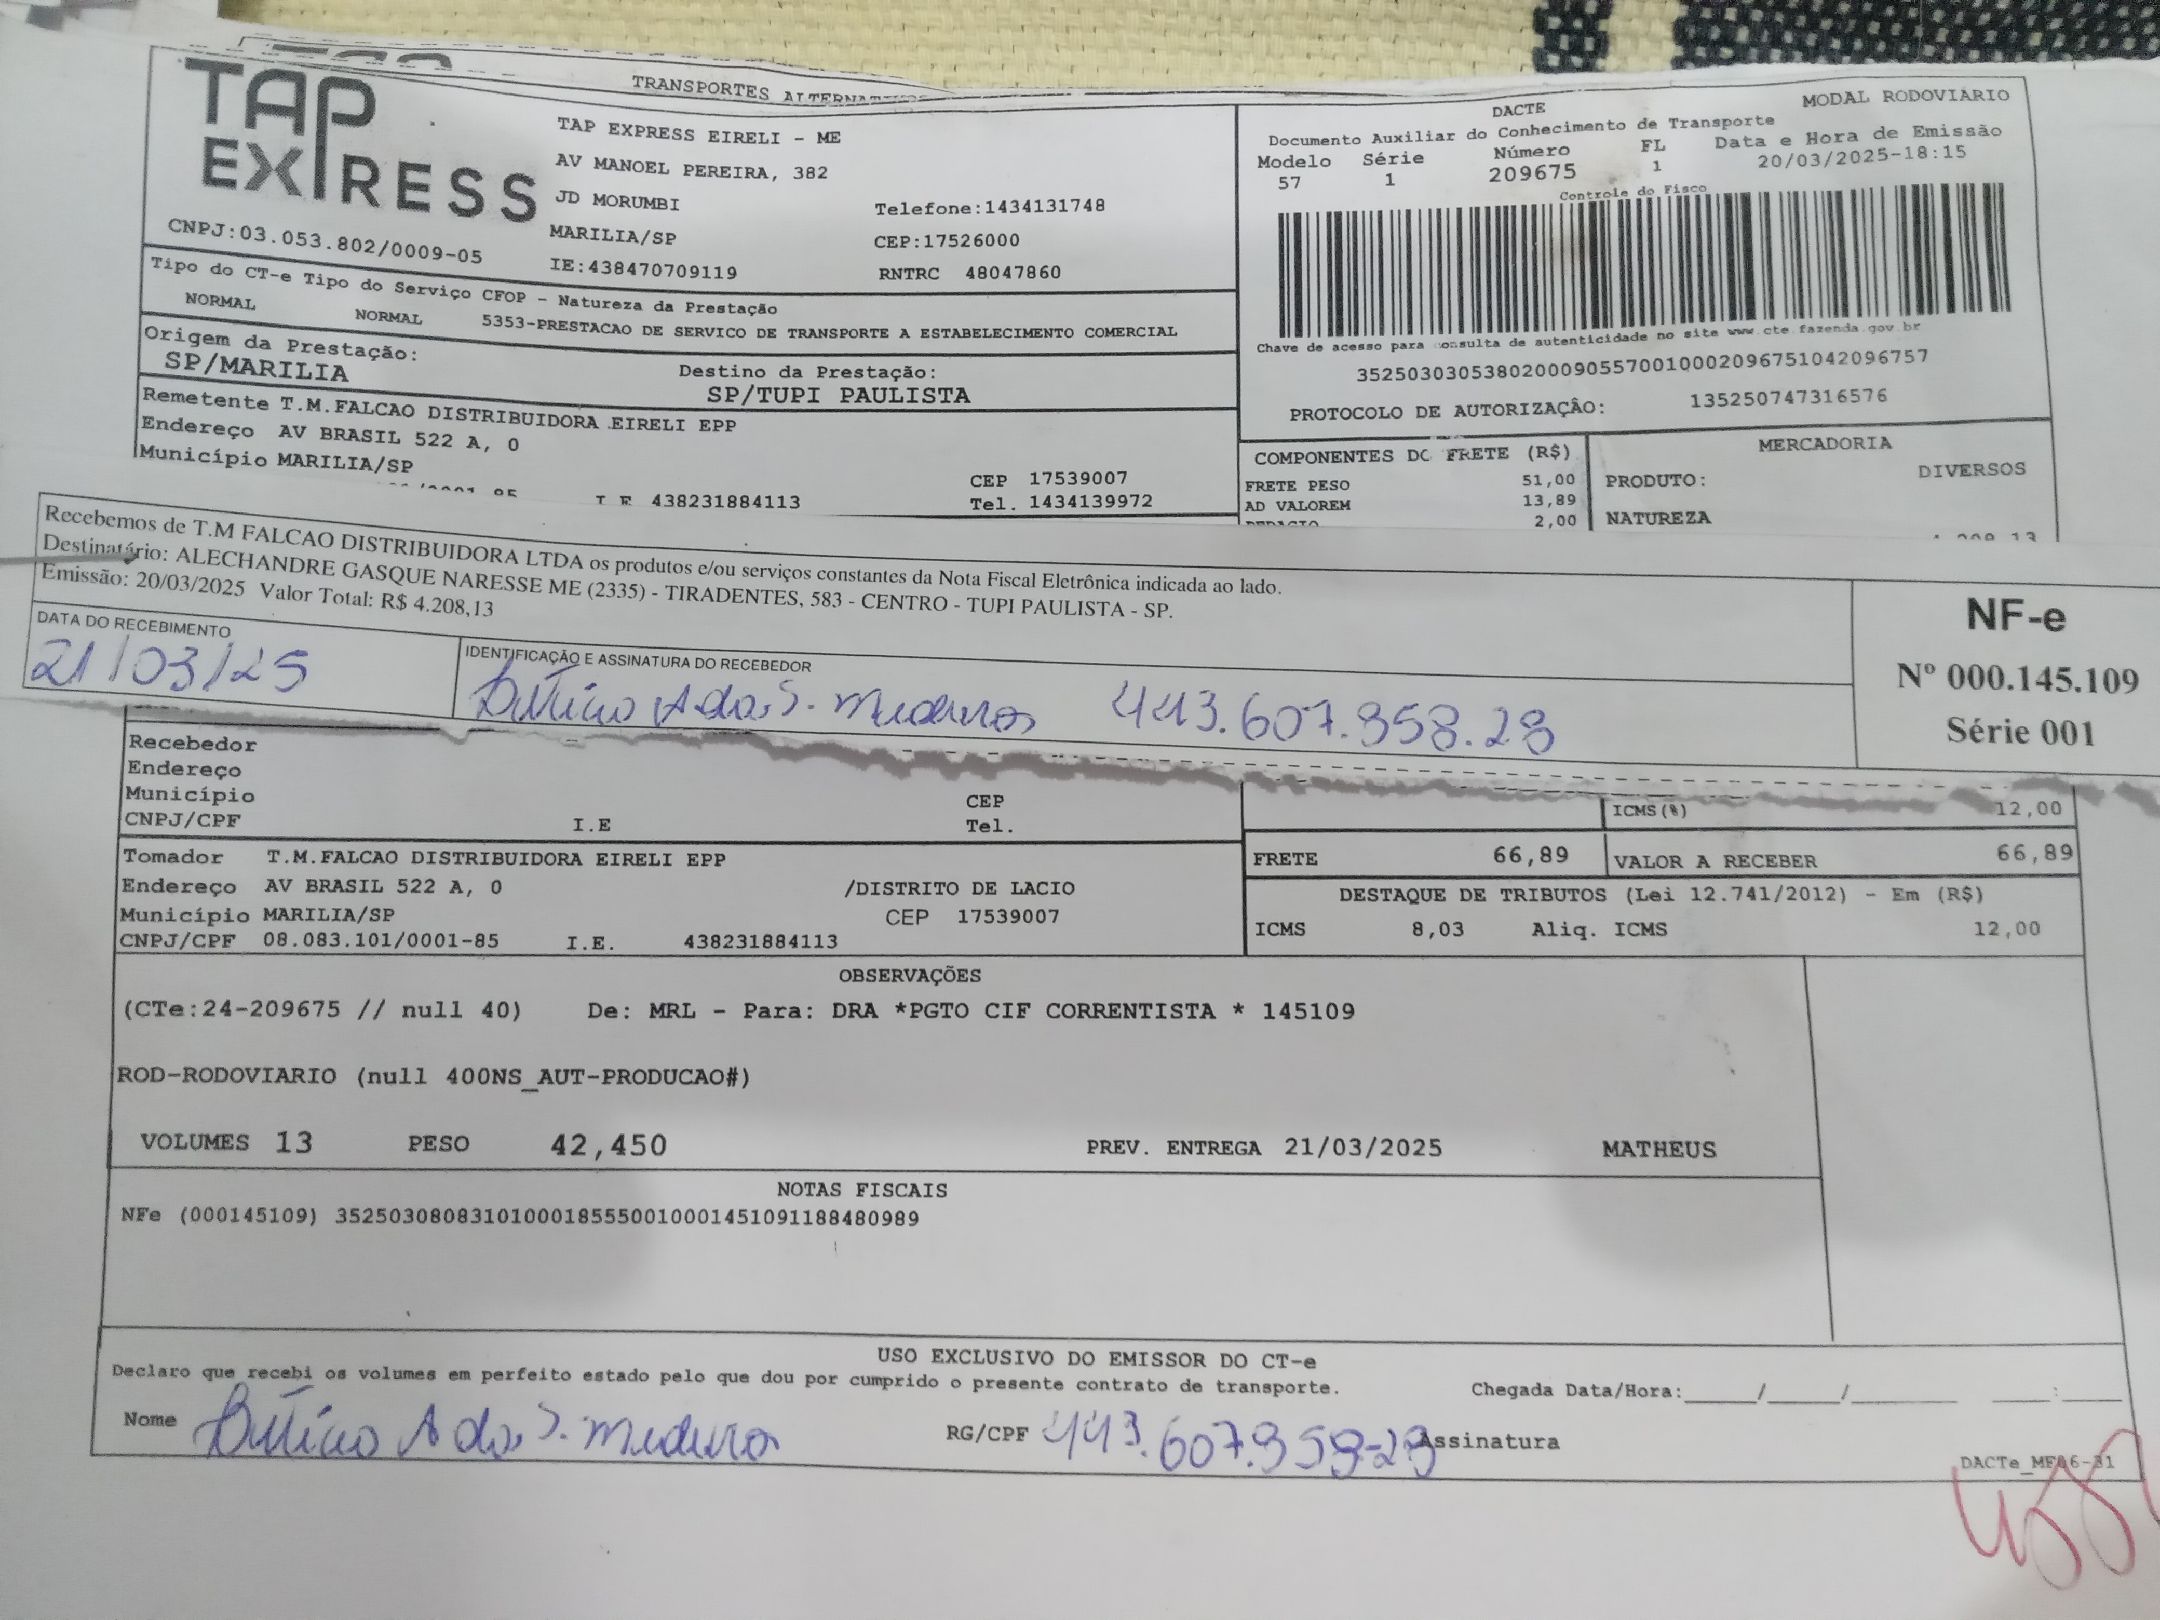 TRANSPORTES
TAP EXPRESS
CNPJ:03.053.802/0009-05
TAP EXPRESS EIRELI - ME
AV MANOEL PEREIRA, 382
JD MORUMBI
MARILIA/SP
IE:438470709119
Telefone:1434131748
CEP:17526000
RNTRC 48047860
DACTE MODAL RODOVIARIO
Documento Auxiliar do Conhecimento de Transporte
Modelo Série Número FL Data e Hora de Emissão
57 1 209675 1 20/03/2025-18:15
Controle do Fisco
Chave de acesso para consulta de autenticidade no site www.cte.fazenda.gov.br
35250303053802000905570010002096751042096757
PROTOCOLO DE AUTORIZAÇÂO: 135250747316576
Tipo do CT-e Tipo do Serviço CFOP - Natureza da Prestação
NORMAL NORMAL 5353-PRESTACAO DE SERVICO DE TRANSPORTE A ESTABELECIMENTO COMERCIAL
Origem da Prestação: Destino da Prestação:
SP/MARILIA SP/TUPI PAULISTA
Remetente T.M.FALCAO DISTRIBUIDORA EIRELI EPP
Endereço AV BRASIL 522 A, 0
Município MARILIA/SP CEP 17539007
I E 438231884113 Tel. 1434139972
COMPONENTES DO FRETE (R$) MERCADORIA
FRETE PESO 51,00 PRODUTO: DIVERSOS
AD VALOREM 13,89
2,00 NATUREZA
Recebemos de T.M FALCAO DISTRIBUIDORA LTDA os produtos e/ou serviços constantes da Nota Fiscal Eletrônica indicada ao lado.
Destinatário: ALECHANDRE GASQUE NARESSE ME (2335) - TIRADENTES, 583 - CENTRO - TUPI PAULISTA - SP.
Emissão: 20/03/2025 Valor Total: R$ 4.208,13
DATA DO RECEBIMENTO IDENTIFICAÇÃO E ASSINATURA DO RECEBEDOR
21/03/25
NF-e
Nº 000.145.109
Série 001
Recebedor
Endereço
Município CEP
CNPJ/CPF I.E Tel.
ICMS(%) 12,00
Tomador T.M.FALCAO DISTRIBUIDORA EIRELI EPP
Endereço AV BRASIL 522 A, 0 /DISTRITO DE LACIO
Município MARILIA/SP CEP 17539007
CNPJ/CPF 08.083.101/0001-85 I.E. 438231884113
FRETE 66,89 VALOR A RECEBER 66,89
DESTAQUE DE TRIBUTOS (Lei 12.741/2012) - Em (R$)
ICMS 8,03 Aliq. ICMS 12,00
OBSERVAÇÕES
(CTe:24-209675 // null 40) De: MRL - Para: DRA *PGTO CIF CORRENTISTA * 145109
ROD-RODOVIARIO (null 400NS_AUT-PRODUCAO#)
VOLUMES 13 PESO 42,450 PREV. ENTREGA 21/03/2025 MATHEUS
NOTAS FISCAIS
NFe (000145109) 35250308083101000185550010001451091188480989
USO EXCLUSIVO DO EMISSOR DO CT-e
Declaro que recebi os volumes em perfeito estado pelo que dou por cumprido o presente contrato de transporte. Chegada Data/Hora:_____/_____/_______ ____:____
Nome RG/CPF Assinatura